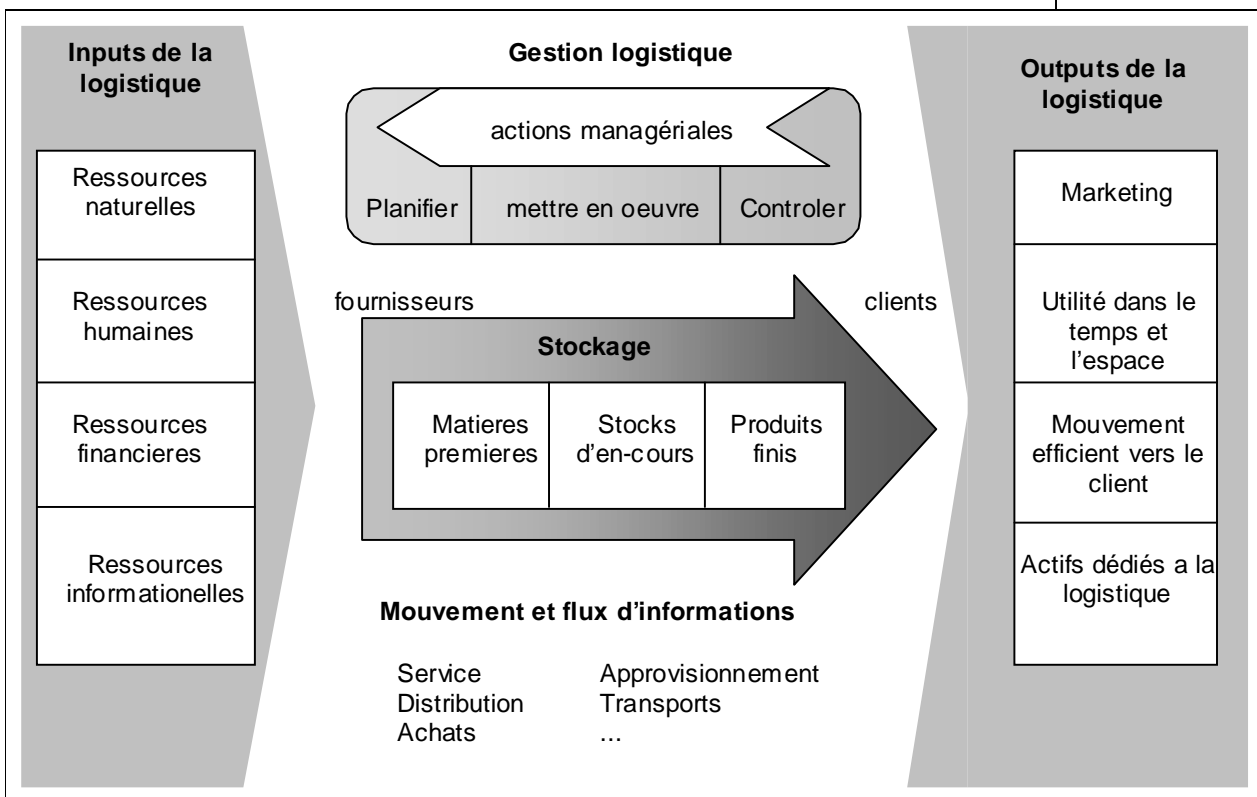 Inputs de la
logistique
Ressources
naturelles
Ressources
humaines
Ressources
financieres
Ressources
informationelles
Gestion logistique
actions managériales
Planifier
mettre en oeuvre
Controler
fournisseurs
clients
Stockage
Matieres
premieres
Stocks
d'en-cours
Produits
finis
Mouvement et flux d'informations
Service
Distribution
Achats
Approvisionnement
Transports
...
Outputs de la
logistique
Marketing
Utilité dans le
temps et
l'espace
Mouvement
efficient vers le
client
Actifs dédiés a la
logistique